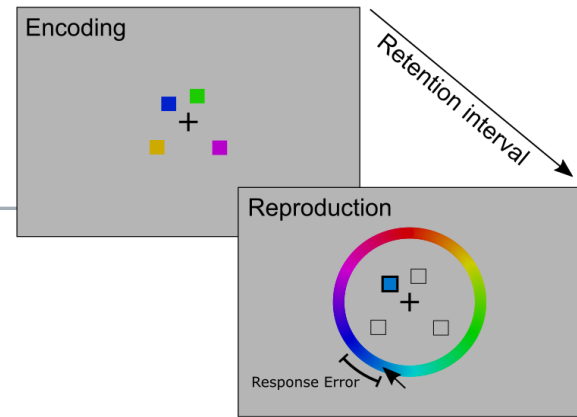 Encoding
Retention interval
Reproduction
Response Error